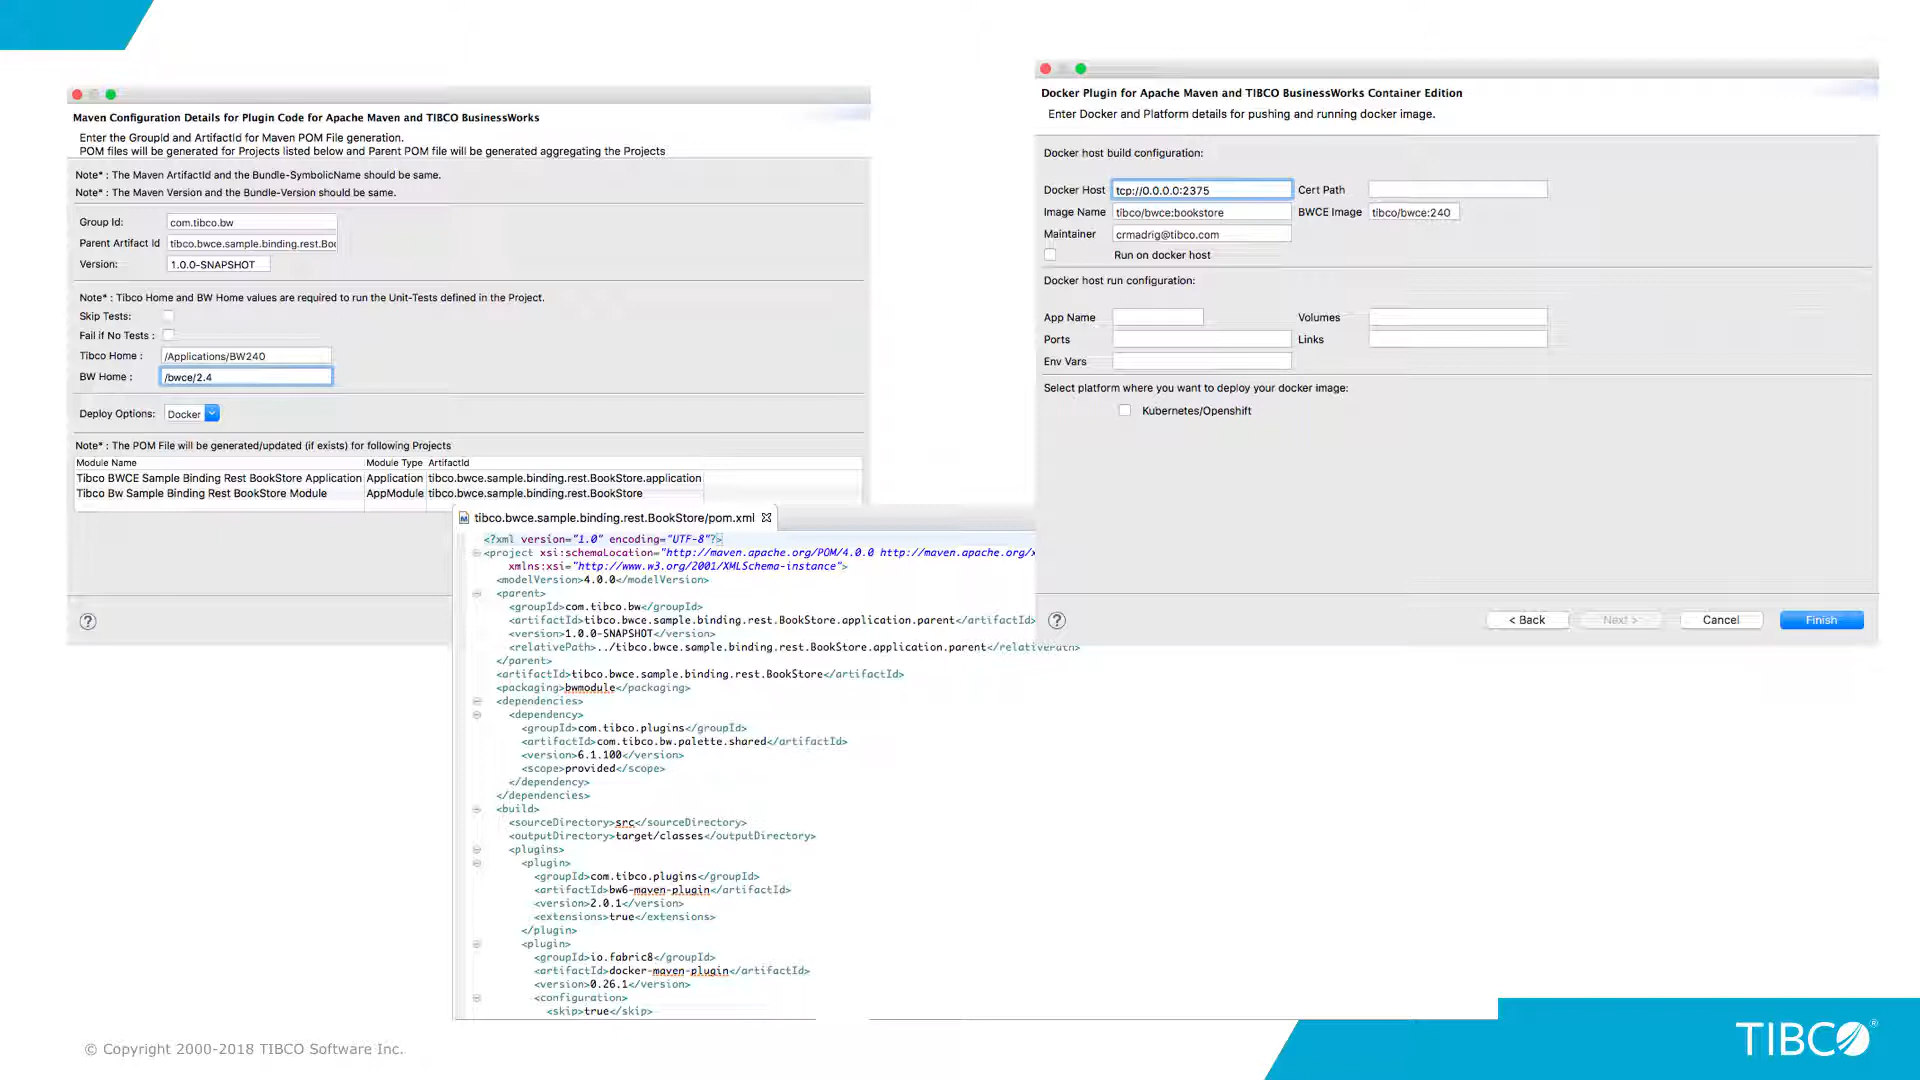 Maven Configuration Details for Plugin Code for Apache Maven and TIBCO BusinessWorks
Enter the GroupId and ArtifactId for Maven POM File generation.
POM files will be generated for Projects listed below and Parent POM file will be generated aggregating the Projects
Note* : The Maven ArtifactId and the Bundle-SymbolicName should be same.
Note* : The Maven Version and the Bundle-Version should be same.
Group Id: com.tibco.bw
Parent Artifact Id tibco.bwce.sample.binding.rest.Boo
Version: 1.0.0-SNAPSHOT
Note* : Tibco Home and BW Home values are required to run the Unit-Tests defined in the Project.
Skip Tests:
Fail if No Tests :
Tibco Home : /Applications/BW240
BW Home : /bwce/2.4
Deploy Options: Docker
Note* : The POM File will be generated/updated (if exists) for following Projects
Module Name Module Type ArtifactId
Tibco BWCE Sample Binding Rest BookStore Application Application tibco.bwce.sample.binding.rest.BookStore.application
Tibco Bw Sample Binding Rest BookStore Module AppModule tibco.bwce.sample.binding.rest.BookStore
?
tibco.bwce.sample.binding.rest.BookStore/pom.xml
<?xml version="1.0" encoding="UTF-8"?>
<project xsi:schemaLocation="http://maven.apache.org/POM/4.0.0 http://maven.apache.org/x
xmlns:xsi="http://www.w3.org/2001/XMLSchema-instance">
<modelVersion>4.0.0</modelVersion>
<parent>
<groupId>com.tibco.bw</groupId>
<artifactId>tibco.bwce.sample.binding.rest.BookStore.application.parent</artifactId>
<version>1.0.0-SNAPSHOT</version>
<relativePath>../tibco.bwce.sample.binding.rest.BookStore.application.parent</relativePath>
</parent>
<artifactId>tibco.bwce.sample.binding.rest.BookStore</artifactId>
<packaging>bwmodule</packaging>
<dependencies>
<dependency>
<groupId>com.tibco.plugins</groupId>
<artifactId>com.tibco.bw.palette.shared</artifactId>
<version>6.1.100</version>
<scope>provided</scope>
</dependency>
</dependencies>
<build>
<sourceDirectory>src</sourceDirectory>
<outputDirectory>target/classes</outputDirectory>
<plugins>
<plugin>
<groupId>com.tibco.plugins</groupId>
<artifactId>bw6-maven-plugin</artifactId>
<version>2.0.1</version>
<extensions>true</extensions>
</plugin>
<plugin>
<groupId>io.fabric8</groupId>
<artifactId>docker-maven-plugin</artifactId>
<version>0.26.1</version>
<configuration>
<skip>true</skip>
Docker Plugin for Apache Maven and TIBCO BusinessWorks Container Edition
Enter Docker and Platform details for pushing and running docker image.
Docker host build configuration:
Docker Host tcp://0.0.0.0:2375 Cert Path
Image Name tibco/bwce:bookstore BWCE Image tibco/bwce:240
Maintainer crmadrig@tibco.com
Run on docker host
Docker host run configuration:
App Name Volumes
Ports Links
Env Vars
Select platform where you want to deploy your docker image:
Kubernetes/Openshift
? < Back Next > Cancel Finish
© Copyright 2000-2018 TIBCO Software Inc.
TIBCO®